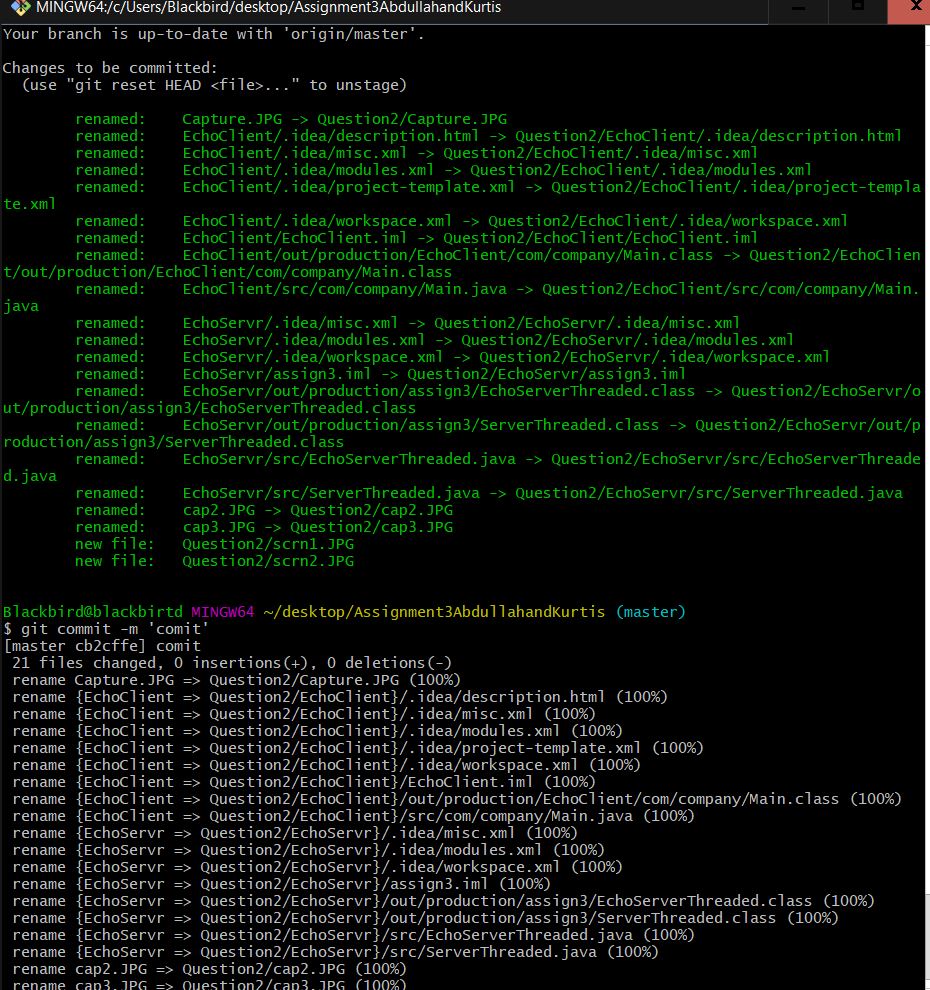 MINGW64:/c/Users/Blackbird/desktop/Assignment3AbdullahandKurtis
Your branch is up-to-date with 'origin/master'.
Changes to be committed:
  (use "git reset HEAD <file>..." to unstage)
        renamed:    Capture.JPG -> Question2/Capture.JPG
        renamed:    EchoClient/.idea/description.html -> Question2/EchoClient/.idea/description.html
        renamed:    EchoClient/.idea/misc.xml -> Question2/EchoClient/.idea/misc.xml
        renamed:    EchoClient/.idea/modules.xml -> Question2/EchoClient/.idea/modules.xml
        renamed:    EchoClient/.idea/project-template.xml -> Question2/EchoClient/.idea/project-templa
te.xml
        renamed:    EchoClient/.idea/workspace.xml -> Question2/EchoClient/.idea/workspace.xml
        renamed:    EchoClient/EchoClient.iml -> Question2/EchoClient/EchoClient.iml
        renamed:    EchoClient/out/production/EchoClient/com/company/Main.class -> Question2/EchoClien
t/out/production/EchoClient/com/company/Main.class
        renamed:    EchoClient/src/com/company/Main.java -> Question2/EchoClient/src/com/company/Main.
java
        renamed:    EchoServr/.idea/misc.xml -> Question2/EchoServr/.idea/misc.xml
        renamed:    EchoServr/.idea/modules.xml -> Question2/EchoServr/.idea/modules.xml
        renamed:    EchoServr/.idea/workspace.xml -> Question2/EchoServr/.idea/workspace.xml
        renamed:    EchoServr/assign3.iml -> Question2/EchoServr/assign3.iml
        renamed:    EchoServr/out/production/assign3/EchoServerThreaded.class -> Question2/EchoServr/o
ut/production/assign3/EchoServerThreaded.class
        renamed:    EchoServr/out/production/assign3/ServerThreaded.class -> Question2/EchoServr/out/p
roduction/assign3/ServerThreaded.class
        renamed:    EchoServr/src/EchoServerThreaded.java -> Question2/EchoServr/src/EchoServerThreade
d.java
        renamed:    EchoServr/src/ServerThreaded.java -> Question2/EchoServr/src/ServerThreaded.java
        renamed:    cap2.JPG -> Question2/cap2.JPG
        renamed:    cap3.JPG -> Question2/cap3.JPG
        new file:   Question2/scrn1.JPG
        new file:   Question2/scrn2.JPG
Blackbird@blackbirtd MINGW64 ~/desktop/Assignment3AbdullahandKurtis (master)
$ git commit -m 'comit'
[master cb2cffe] comit
 21 files changed, 0 insertions(+), 0 deletions(-)
 rename Capture.JPG => Question2/Capture.JPG (100%)
 rename {EchoClient => Question2/EchoClient}/.idea/description.html (100%)
 rename {EchoClient => Question2/EchoClient}/.idea/misc.xml (100%)
 rename {EchoClient => Question2/EchoClient}/.idea/modules.xml (100%)
 rename {EchoClient => Question2/EchoClient}/.idea/project-template.xml (100%)
 rename {EchoClient => Question2/EchoClient}/.idea/workspace.xml (100%)
 rename {EchoClient => Question2/EchoClient}/EchoClient.iml (100%)
 rename {EchoClient => Question2/EchoClient}/out/production/EchoClient/com/company/Main.class (100%)
 rename {EchoClient => Question2/EchoClient}/src/com/company/Main.java (100%)
 rename {EchoServr => Question2/EchoServr}/.idea/misc.xml (100%)
 rename {EchoServr => Question2/EchoServr}/.idea/modules.xml (100%)
 rename {EchoServr => Question2/EchoServr}/.idea/workspace.xml (100%)
 rename {EchoServr => Question2/EchoServr}/assign3.iml (100%)
 rename {EchoServr => Question2/EchoServr}/out/production/assign3/EchoServerThreaded.class (100%)
 rename {EchoServr => Question2/EchoServr}/out/production/assign3/ServerThreaded.class (100%)
 rename {EchoServr => Question2/EchoServr}/src/EchoServerThreaded.java (100%)
 rename {EchoServr => Question2/EchoServr}/src/ServerThreaded.java (100%)
 rename cap2.JPG => Question2/cap2.JPG (100%)
 rename cap3.JPG => Question2/cap3.JPG (100%)